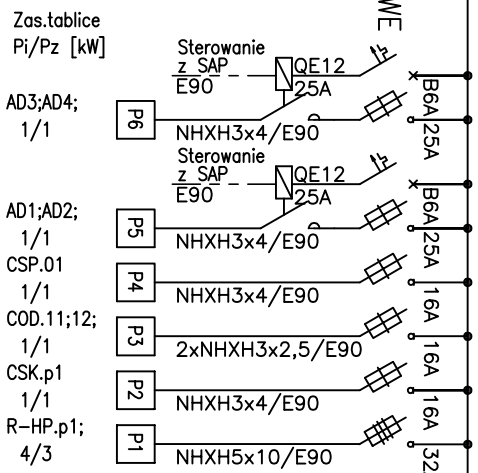 Zas.tablice
Pi/Pz [kW]
WE
Sterowanie
z SAP
E90
QE12
25A
B6A
AD3;AD4;
1/1
P6
NHXH3x4/E90
25A
Sterowanie
z SAP
E90
QE12
25A
B6A
AD1;AD2;
1/1
P5
NHXH3x4/E90
25A
CSP.01
1/1
P4
NHXH3x4/E90
16A
COD.11;12;
1/1
P3
2xNHXH3x2,5/E90
16A
CSK.p1
1/1
P2
NHXH3x4/E90
16A
R-HP.p1;
4/3
P1
NHXH5x10/E90
32